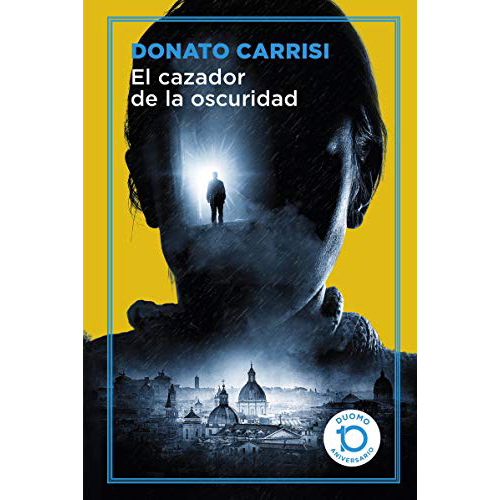 DONATO CARRISI
El cazador
de la oscuridad
DUOMO
10
ANIVERSARIO